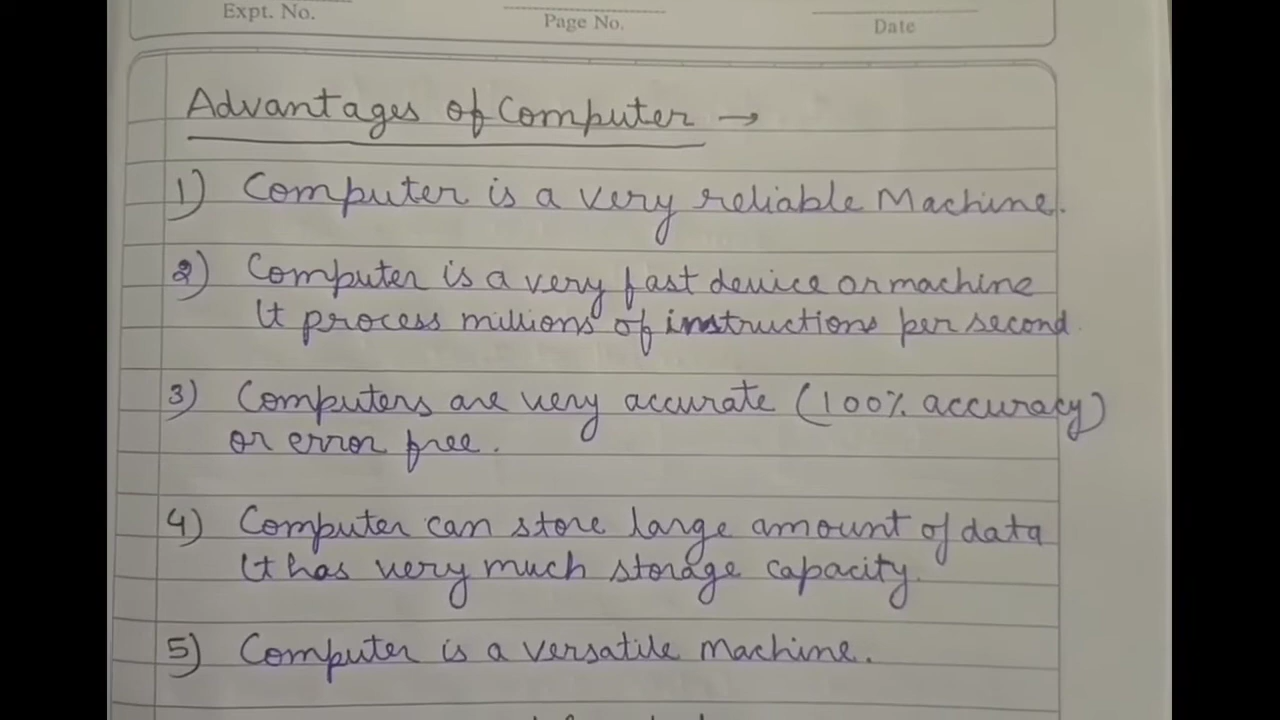 Expt. No.
Page No.
Date
Advantages of Computer →
1) Computer is a very reliable Machine.
2) Computer is a very fast device or machine
It process millions of instructions per second.
3) Computers are very accurate (100% accuracy)
or error free.
4) Computer can store large amount of data
It has very much storage capacity.
5) Computer is a versatile machine.